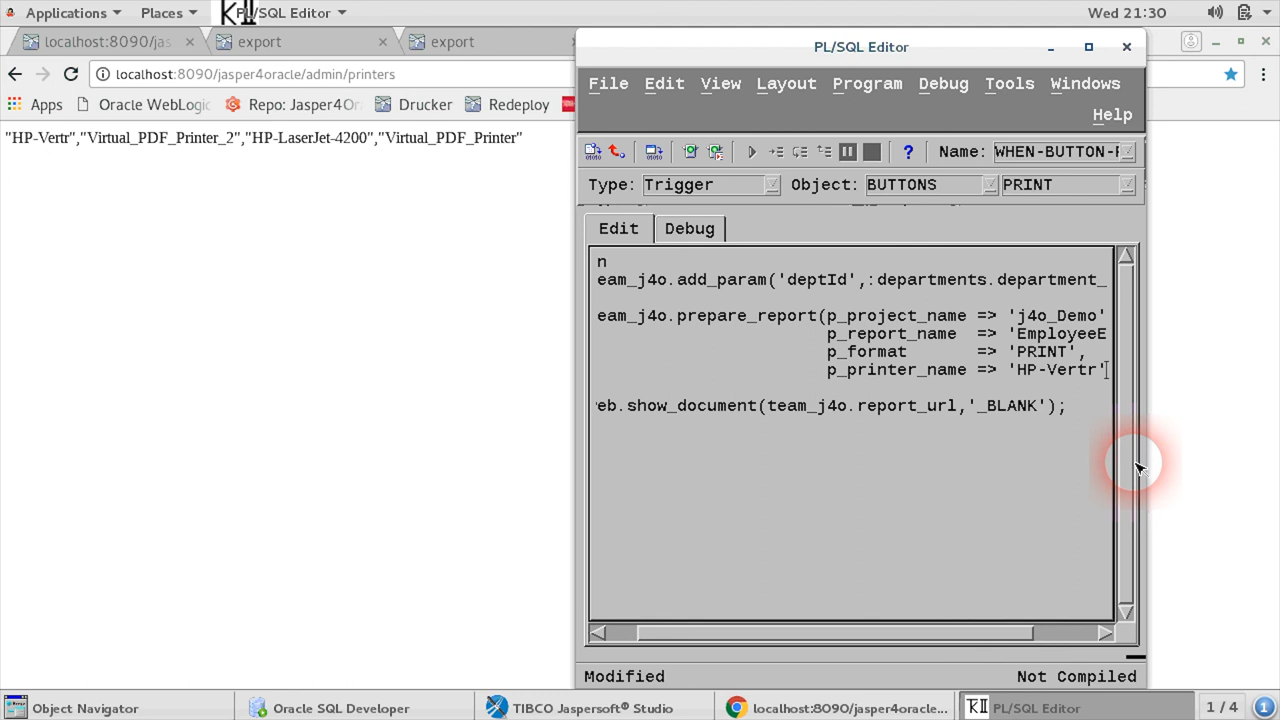 Applications Places PL/SQL Editor Wed 21:30
localhost:8090/jas export export
localhost:8090/jasper4oracle/admin/printers
Apps Oracle WebLogic Repo: Jasper4Or Drucker Redeploy
"HP-Vertr","Virtual_PDF_Printer_2","HP-LaserJet-4200","Virtual_PDF_Printer"
PL/SQL Editor
File Edit View Layout Program Debug Tools Windows
Help
Name: WHEN-BUTTON-
Type: Trigger Object: BUTTONS PRINT
Edit Debug
n
eam_j4o.add_param('deptId',:departments.department_
eam_j4o.prepare_report(p_project_name => 'j4o_Demo'
p_report_name => 'EmployeeE
p_format => 'PRINT',
p_printer_name => 'HP-Vertr'
eb.show_document(team_j4o.report_url,'_BLANK');
Modified Not Compiled
Object Navigator Oracle SQL Developer TIBCO Jaspersoft® Studio localhost:8090/jasper4oracle... PL/SQL Editor 1 / 4 1